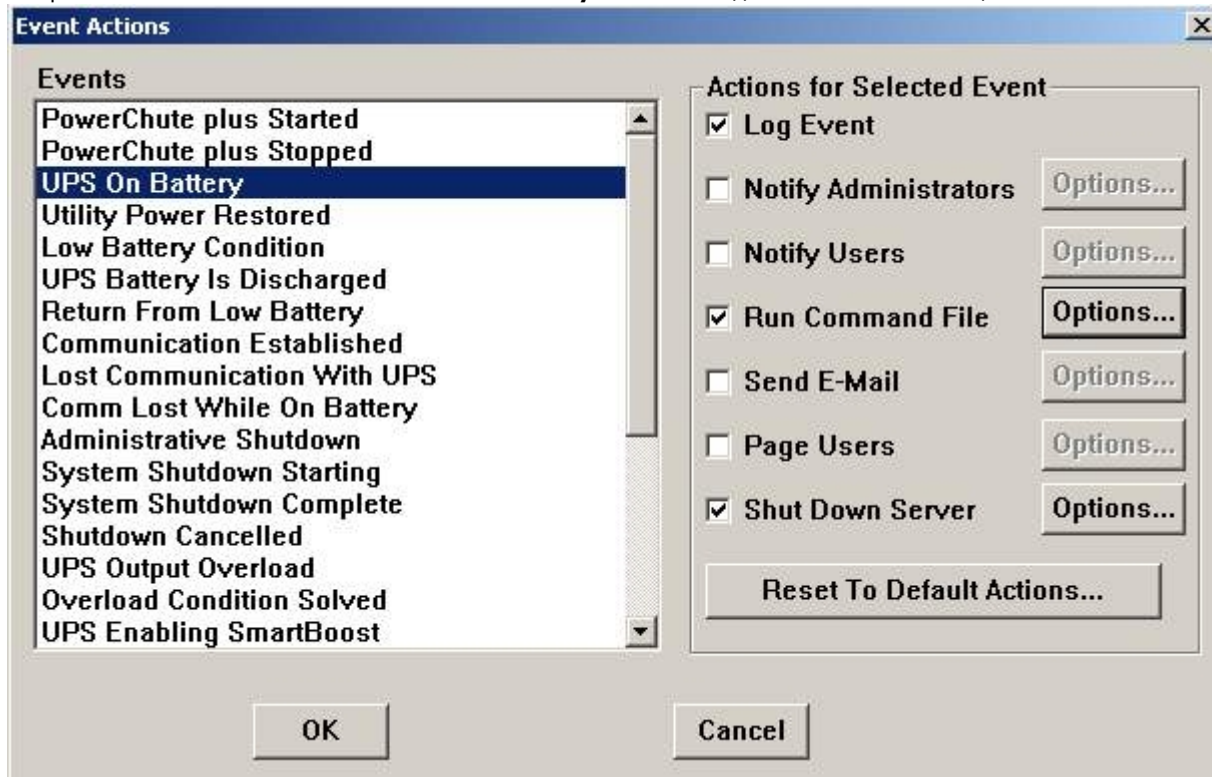 Event Actions
Events
PowerChute plus Started
PowerChute plus Stopped
UPS On Battery
Utility Power Restored
Low Battery Condition
UPS Battery Is Discharged
Return From Low Battery
Communication Established
Lost Communication With UPS
Comm Lost While On Battery
Administrative Shutdown
System Shutdown Starting
System Shutdown Complete
Shutdown Cancelled
UPS Output Overload
Overload Condition Solved
UPS Enabling SmartBoost
Actions for Selected Event
Log Event
Notify Administrators Options...
Notify Users Options...
Run Command File Options...
Send E-Mail Options...
Page Users Options...
Shut Down Server Options...
Reset To Default Actions...
OK
Cancel